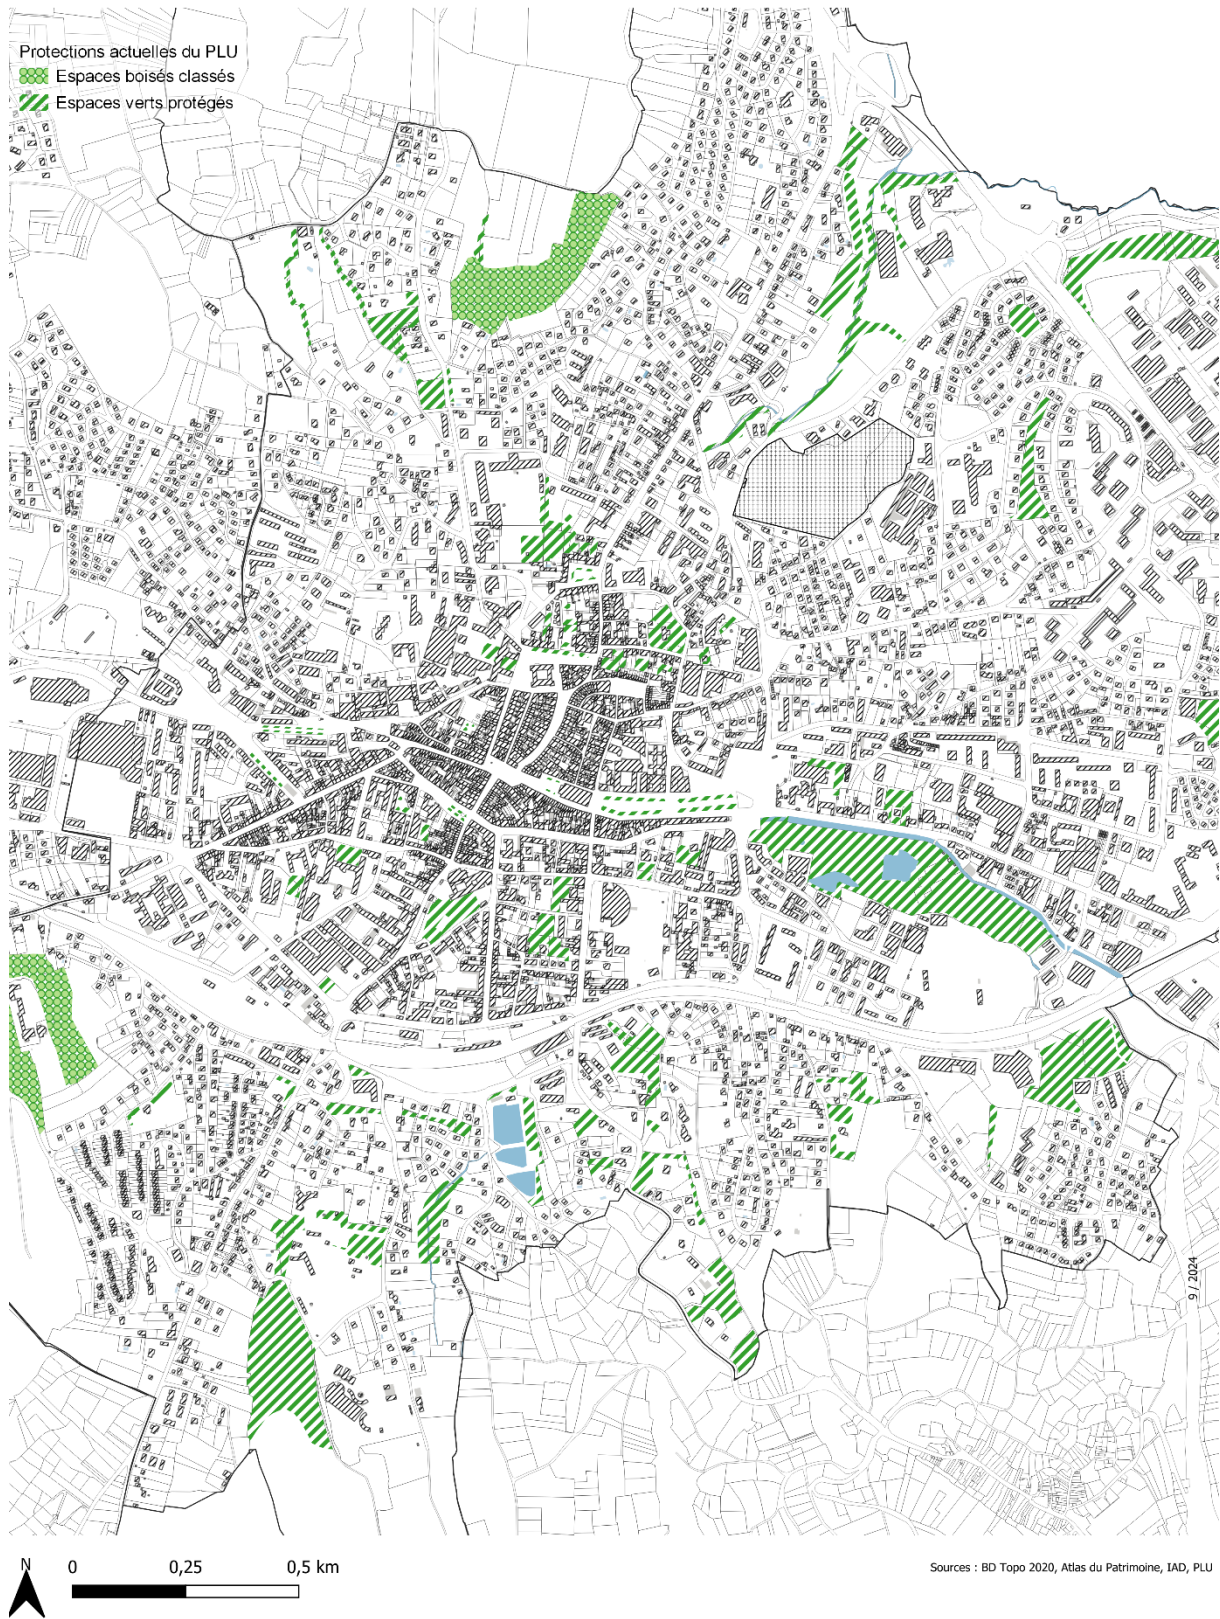 Protections actuelles du PLU
Espaces boisés classés
Espaces verts protégés
9 / 2024
N
0 0,25 0,5 km
Sources : BD Topo 2020, Atlas du Patrimoine, IAD, PLU